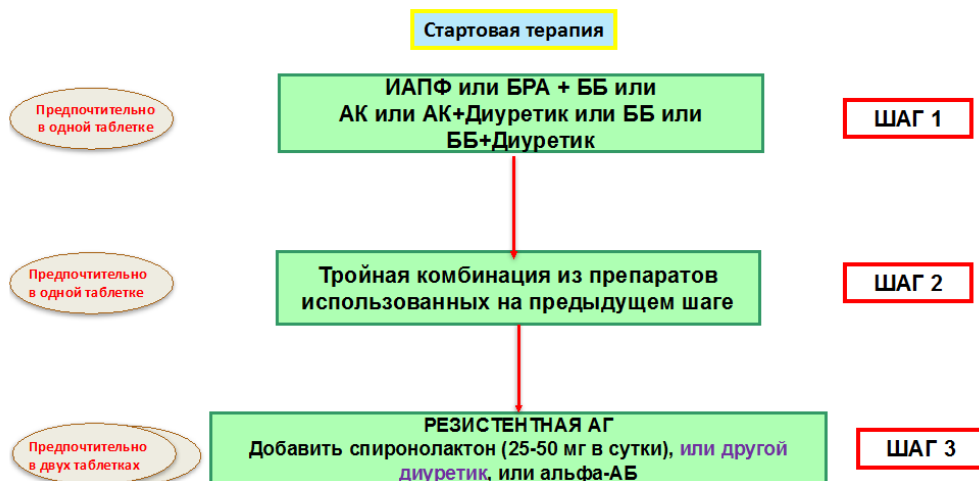 Стартовая терапия
Предпочтительно
в одной таблетке
ИАПФ или БРА + ББ или
АК или АК+Диуретик или ББ или
ББ+Диуретик
ШАГ 1
Предпочтительно
в одной таблетке
Тройная комбинация из препаратов
использованных на предыдущем шаге
ШАГ 2
Предпочтительно
в двух таблетках
РЕЗИСТЕНТНАЯ АГ
Добавить спиронолактон (25-50 мг в сутки), или другой
диуретик, или альфа-АБ
ШАГ 3